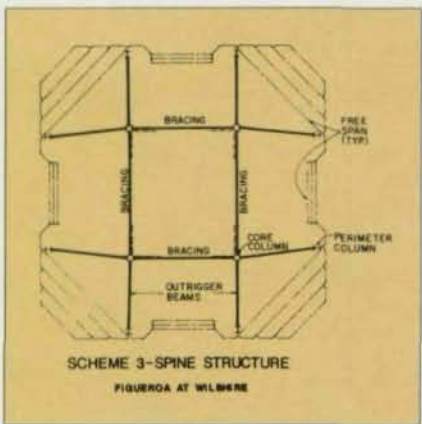 BRACING
FREE
SPAN
(TYP.)
BRACING
BRACING
BRACING
CORE
COLUMN
PERIMETER
COLUMN
OUTRIGGER
BEAMS
SCHEME 3-SPINE STRUCTURE
FIGUEROA AT WILSHIRE